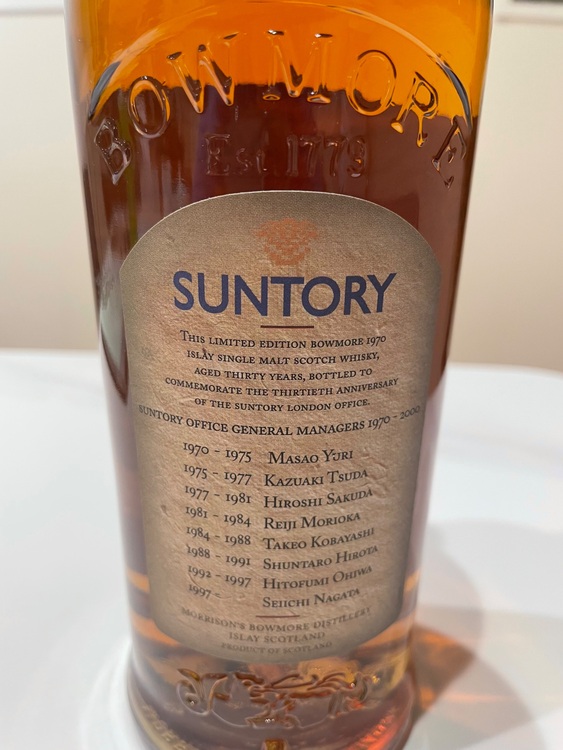 BOWMORE
Est 1779
SUNTORY
THIS LIMITED EDITION BOWMORE 1970
ISLAY SINGLE MALT SCOTCH WHISKY,
AGED THIRTY YEARS, BOTTLED TO
COMMEMORATE THE THIRTIETH ANNIVERSARY
OF THE SUNTORY LONDON OFFICE.
SUNTORY OFFICE GENERAL MANAGERS 1970 - 2000
1970 - 1975 MASAO YURI
1975 - 1977 KAZUAKI TSUDA
1977 - 1981 HIROSHI SAKUDA
1981 - 1984 REIJI MORIOKA
1984 - 1988 TAKEO KOBAYASHI
1988 - 1991 SHUNTARO HIROTA
1992 - 1997 HITOFUMI OHIWA
1997 - SEIICHI NAGATA
MORRISON'S BOWMORE DISTILLERY
ISLAY SCOTLAND
PRODUCT OF SCOTLAND